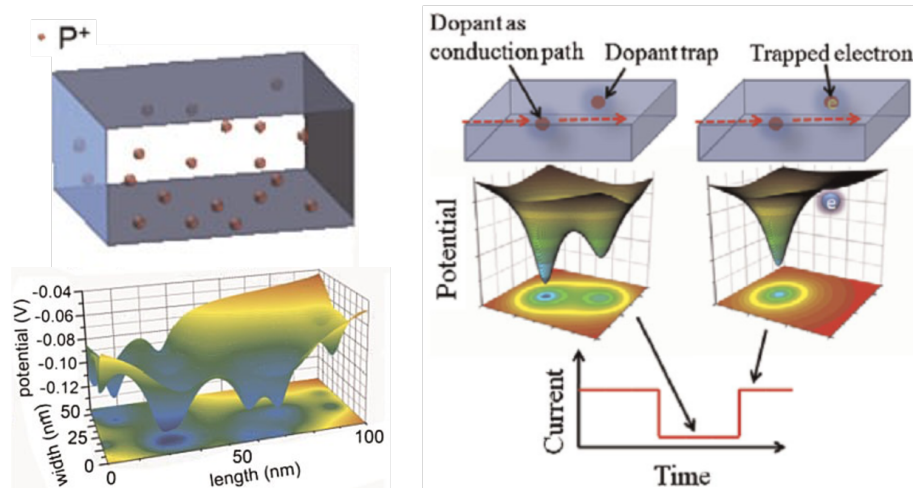 P+
-0.04
-0.06
-0.08
-0.10
-0.12
potential (V)
50
25
0
width (nm)
0
50
100
length (nm)
Dopant as
conduction path
Dopant trap
Trapped electron
e
Potential
e
Current
Time